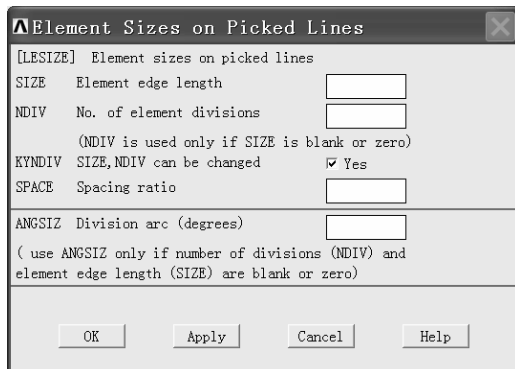 Element Sizes on Picked Lines
[LESIZE] Element sizes on picked lines
SIZE Element edge length
NDIV No. of element divisions
(NDIV is used only if SIZE is blank or zero)
KYNDIV SIZE,NDIV can be changed Yes
SPACE Spacing ratio
ANGSIZ Division arc (degrees)
( use ANGSIZ only if number of divisions (NDIV) and
element edge length (SIZE) are blank or zero)
OK Apply Cancel Help